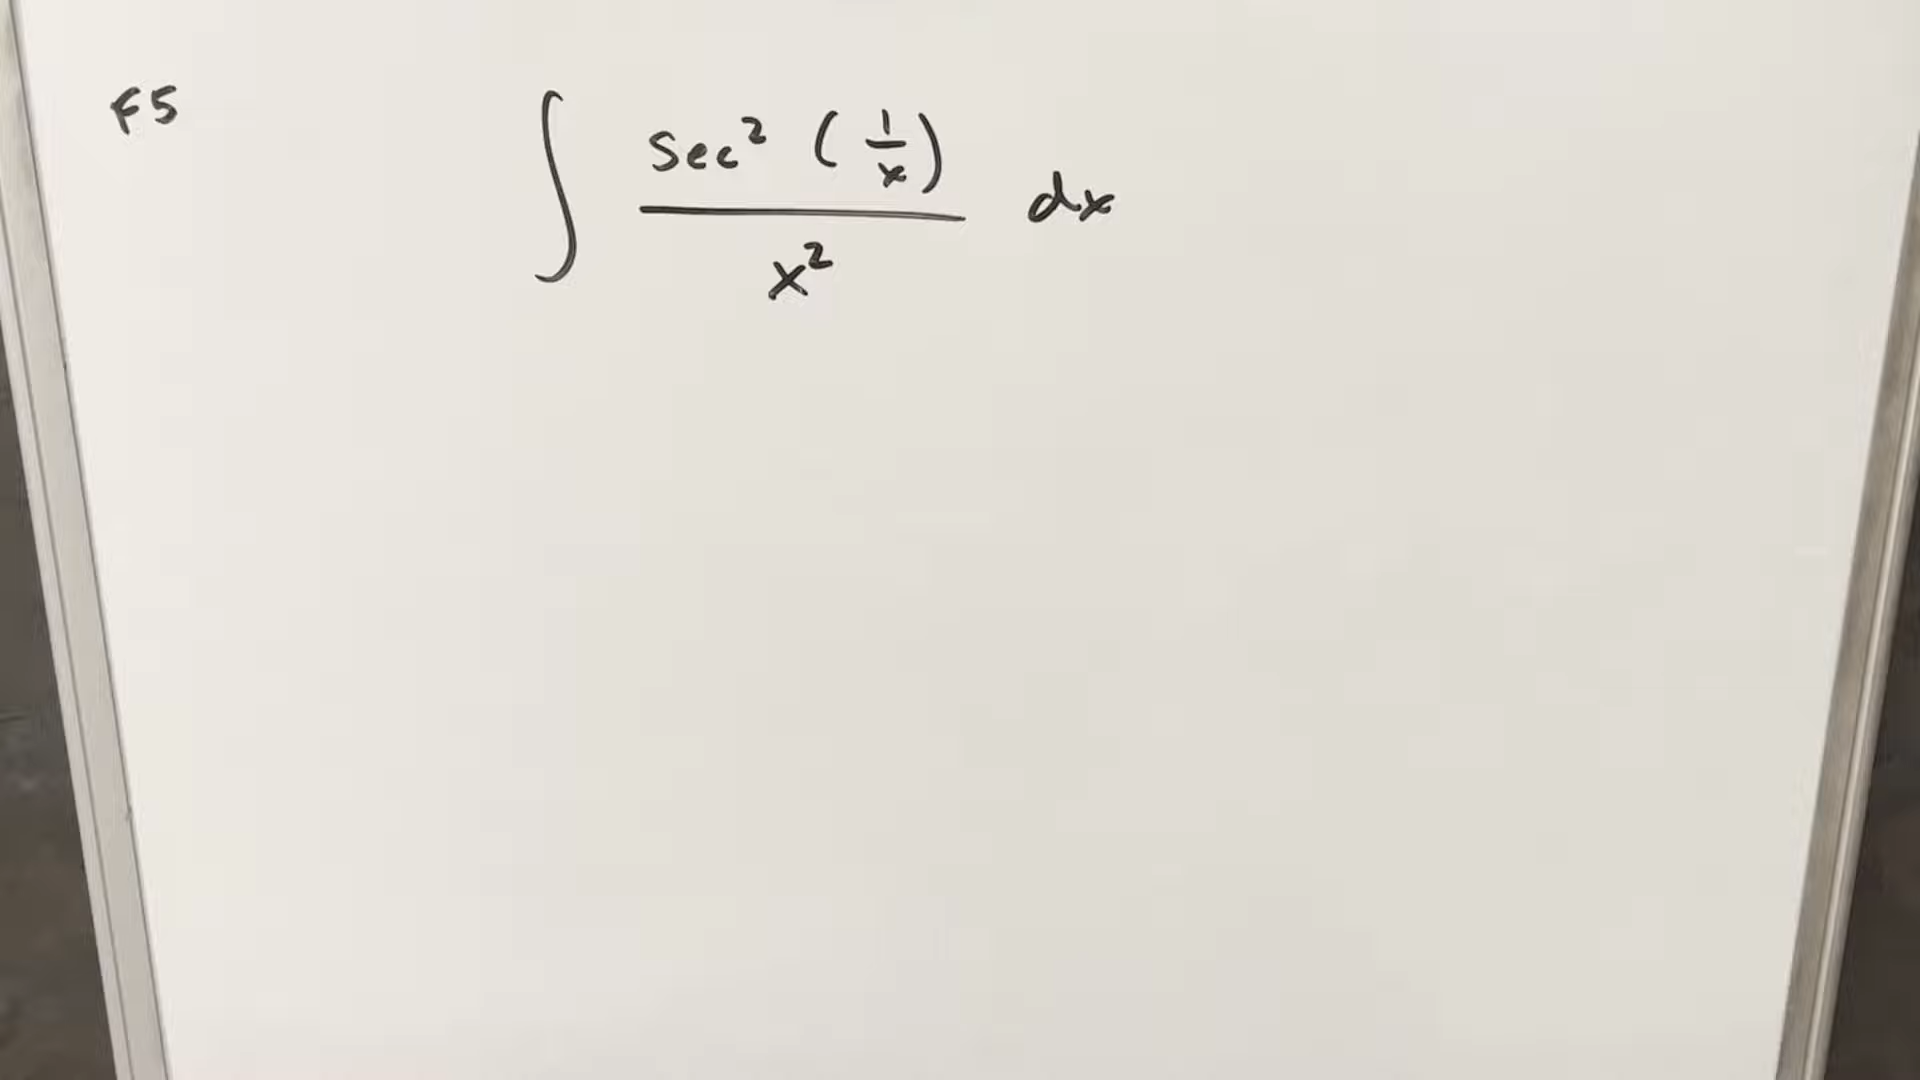 F5
∫ sec² (1/x) / x² dx